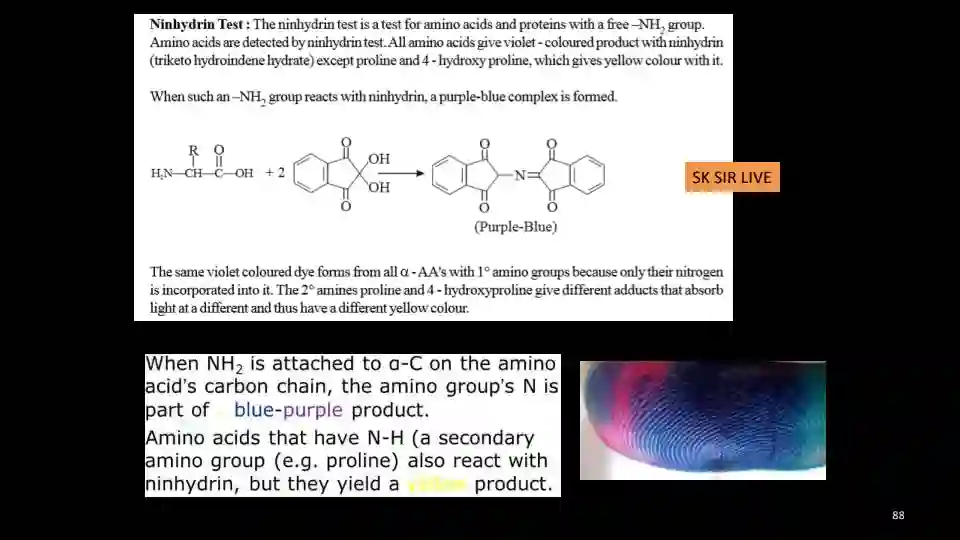 Ninhydrin Test : The ninhydrin test is a test for amino acids and proteins with a free –NH₂ group.
Amino acids are detected by ninhydrin test. All amino acids give violet - coloured product with ninhydrin
(triketo hydroindene hydrate) except proline and 4 - hydroxy proline, which gives yellow colour with it.
When such an –NH₂ group reacts with ninhydrin, a purple-blue complex is formed.
R O
H₂N–CH–C–OH + 2
O
OH
OH
O
O O
N
O O
(Purple-Blue)
SK SIR LIVE
The same violet coloured dye forms from all α - AA's with 1° amino groups because only their nitrogen
is incorporated into it. The 2° amines proline and 4 - hydroxyproline give different adducts that absorb
light at a different and thus have a different yellow colour.
When NH₂ is attached to α-C on the amino
acid's carbon chain, the amino group's N is
part of blue-purple product.
Amino acids that have N-H (a secondary
amino group (e.g. proline) also react with
ninhydrin, but they yield a yellow product.
88